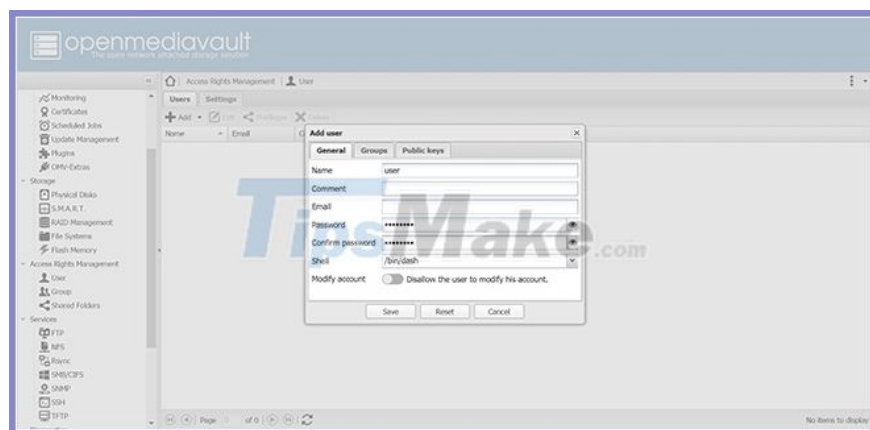 openmediavault
The open network attached storage solution
Access Rights Management | User
Monitoring
Certificates
Scheduled Jobs
Update Management
Plugins
OMV-Extras
Storage
Physical Disks
S.M.A.R.T.
RAID Management
File Systems
Flash Memory
Access Rights Management
User
Group
Shared Folders
Services
FTP
NFS
Rsync
SMB/CIFS
SNMP
SSH
TFTP
Users
Settings
Add
Edit
Privileges
Delete
Name
Email
Add user
General
Groups
Public keys
Name
user
Comment
Email
Password
Confirm password
Shell
/bin/dash
Modify account
Disallow the user to modify his account.
Save
Reset
Cancel
TipsMake.com
Page
of 0
No items to display